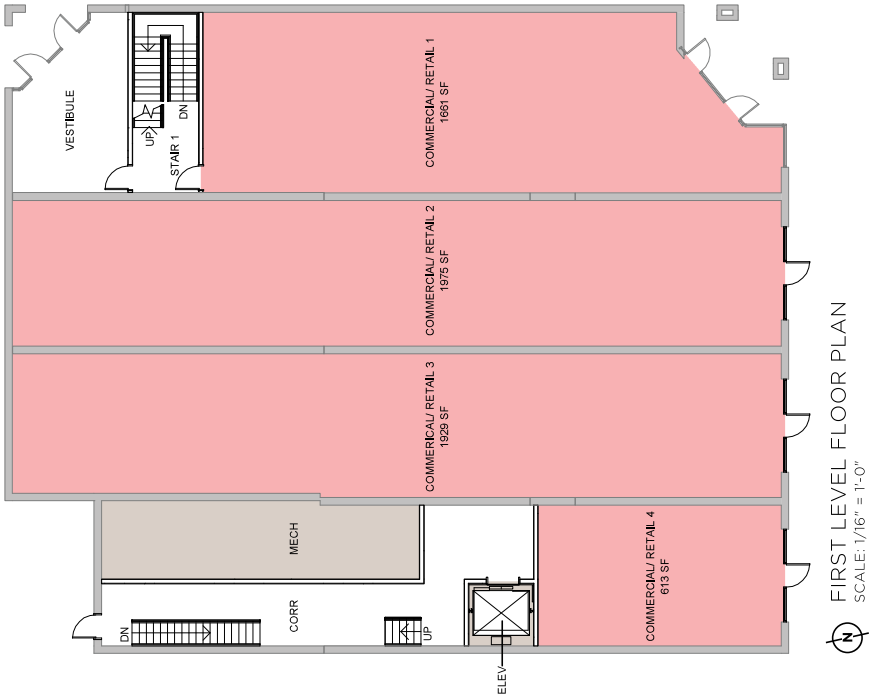 VESTIBULE
UP
DN
STAIR 1
COMMERCIAL/ RETAIL 1
1661 SF
COMMERCIAL/ RETAIL 2
1975 SF
COMMERICAL/ RETAIL 3
1929 SF
MECH
CORR
DN
UP
ELEV
COMMERCIAL/ RETAIL 4
613 SF
N
FIRST LEVEL FLOOR PLAN
SCALE: 1/16" = 1'-0"